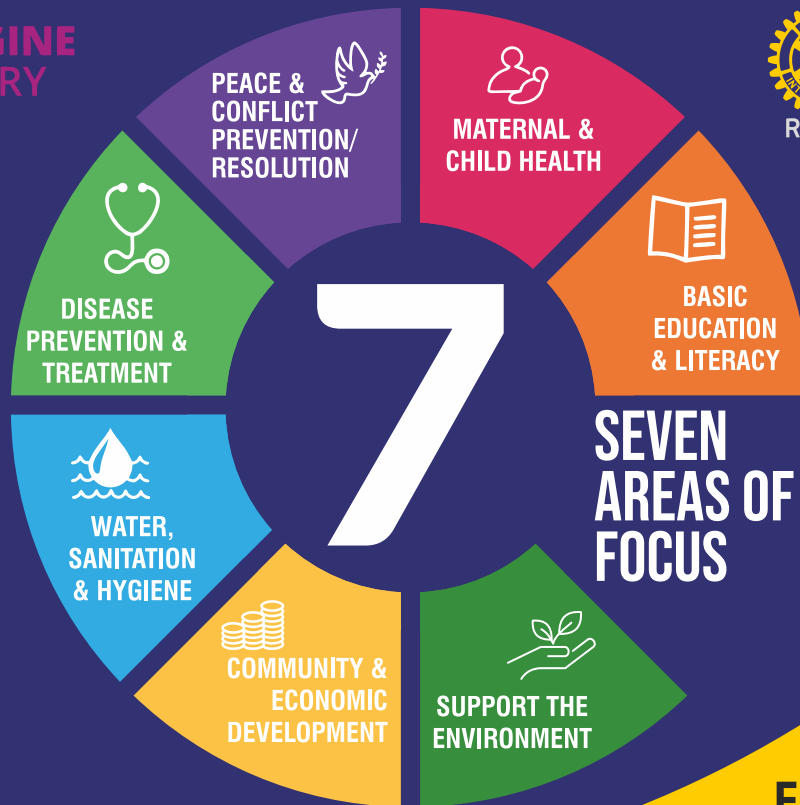 PEACE &
CONFLICT
PREVENTION/
RESOLUTION
MATERNAL &
CHILD HEALTH
BASIC
EDUCATION
& LITERACY
DISEASE
PREVENTION &
TREATMENT
7
SEVEN
AREAS OF
FOCUS
WATER,
SANITATION
& HYGIENE
COMMUNITY &
ECONOMIC
DEVELOPMENT
SUPPORT THE
ENVIRONMENT